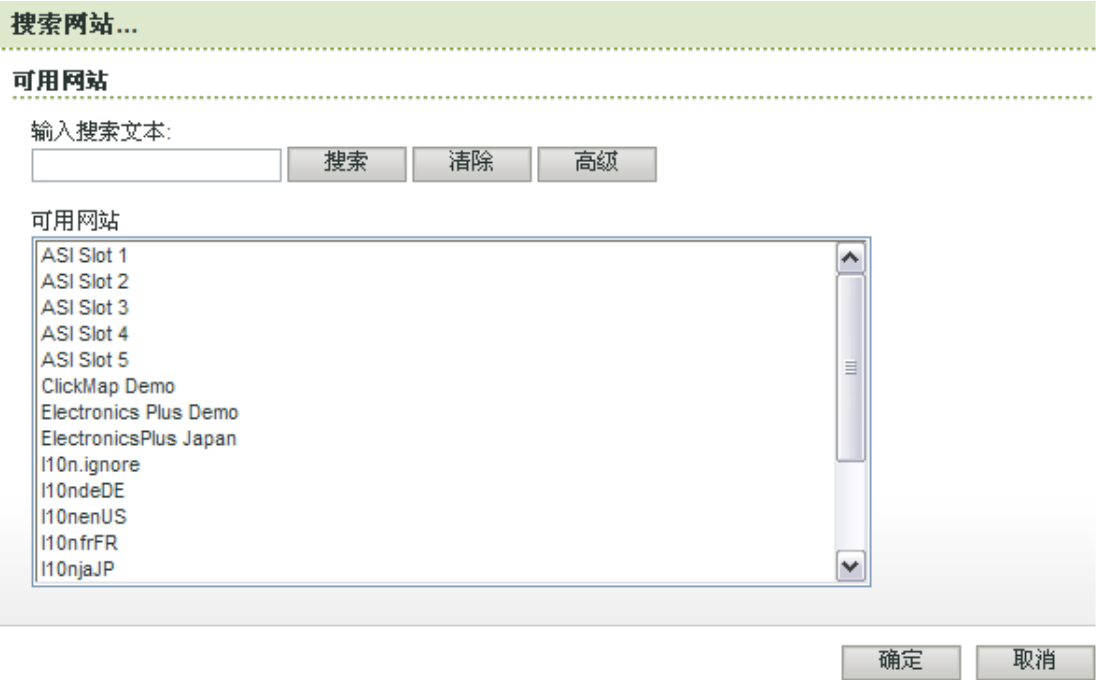 搜索网站...
可用网站
输入搜索文本:
搜索 清除 高级
可用网站
ASI Slot 1
ASI Slot 2
ASI Slot 3
ASI Slot 4
ASI Slot 5
ClickMap Demo
Electronics Plus Demo
ElectronicsPlus Japan
l10n.ignore
l10ndeDE
l10nenUS
l10nfrFR
l10njaJP
确定 取消